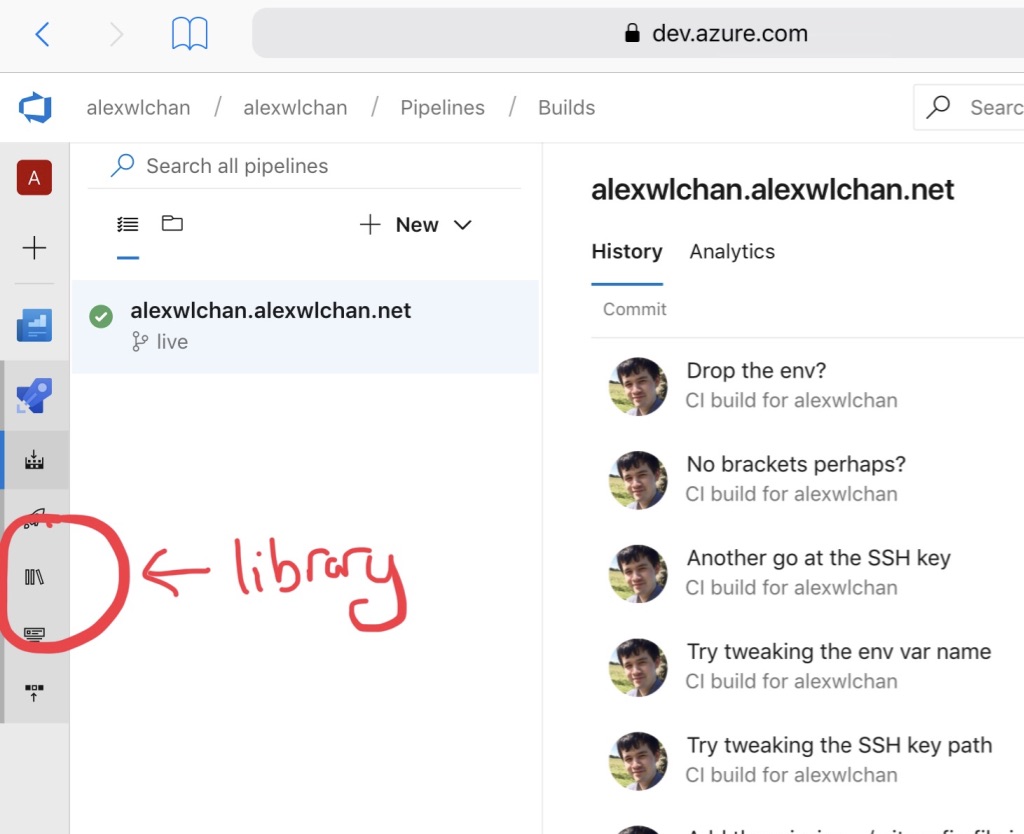 dev.azure.com
alexwlchan / alexwlchan / Pipelines / Builds
Searc
A
Search all pipelines
New
alexwlchan.alexwlchan.net
live
library
alexwlchan.alexwlchan.net
History Analytics
Commit
Drop the env?
CI build for alexwlchan
No brackets perhaps?
CI build for alexwlchan
Another go at the SSH key
CI build for alexwlchan
Try tweaking the env var name
CI build for alexwlchan
Try tweaking the SSH key path
CI build for alexwlchan